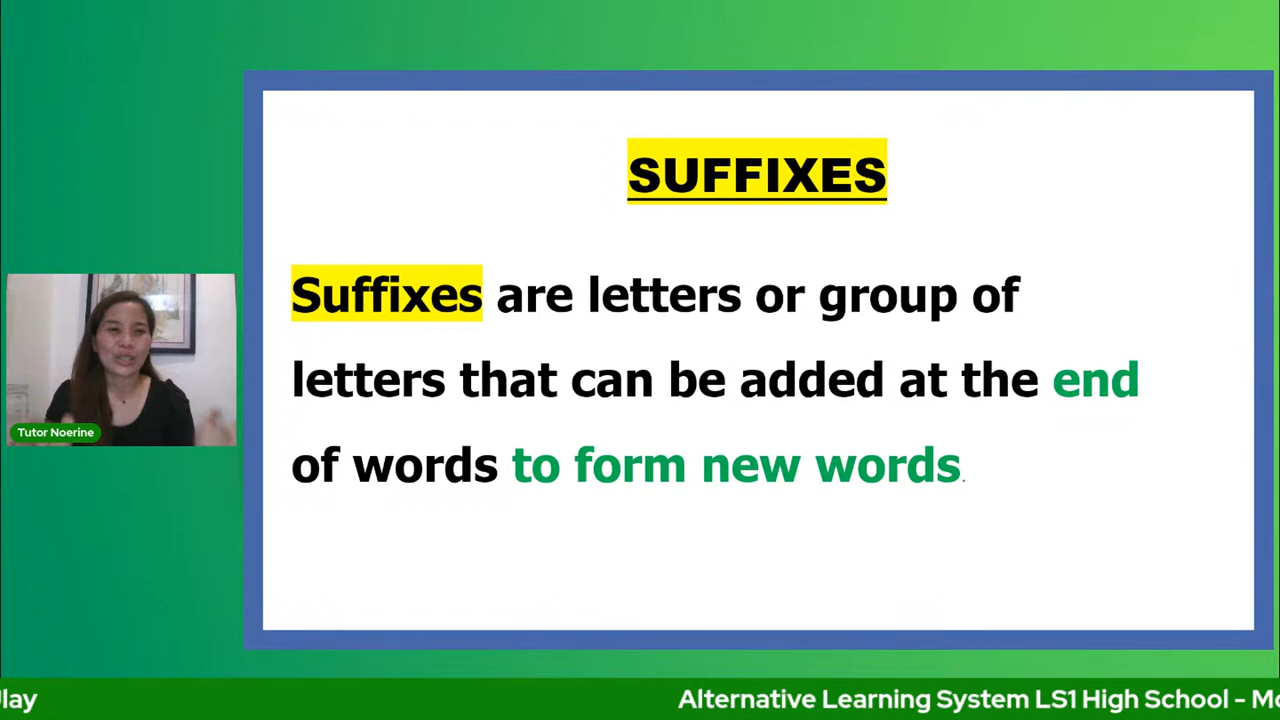 SUFFIXES
Suffixes are letters or group of
letters that can be added at the end
of words to form new words.
Tutor Noerine
Alternative Learning System LS1 High School -